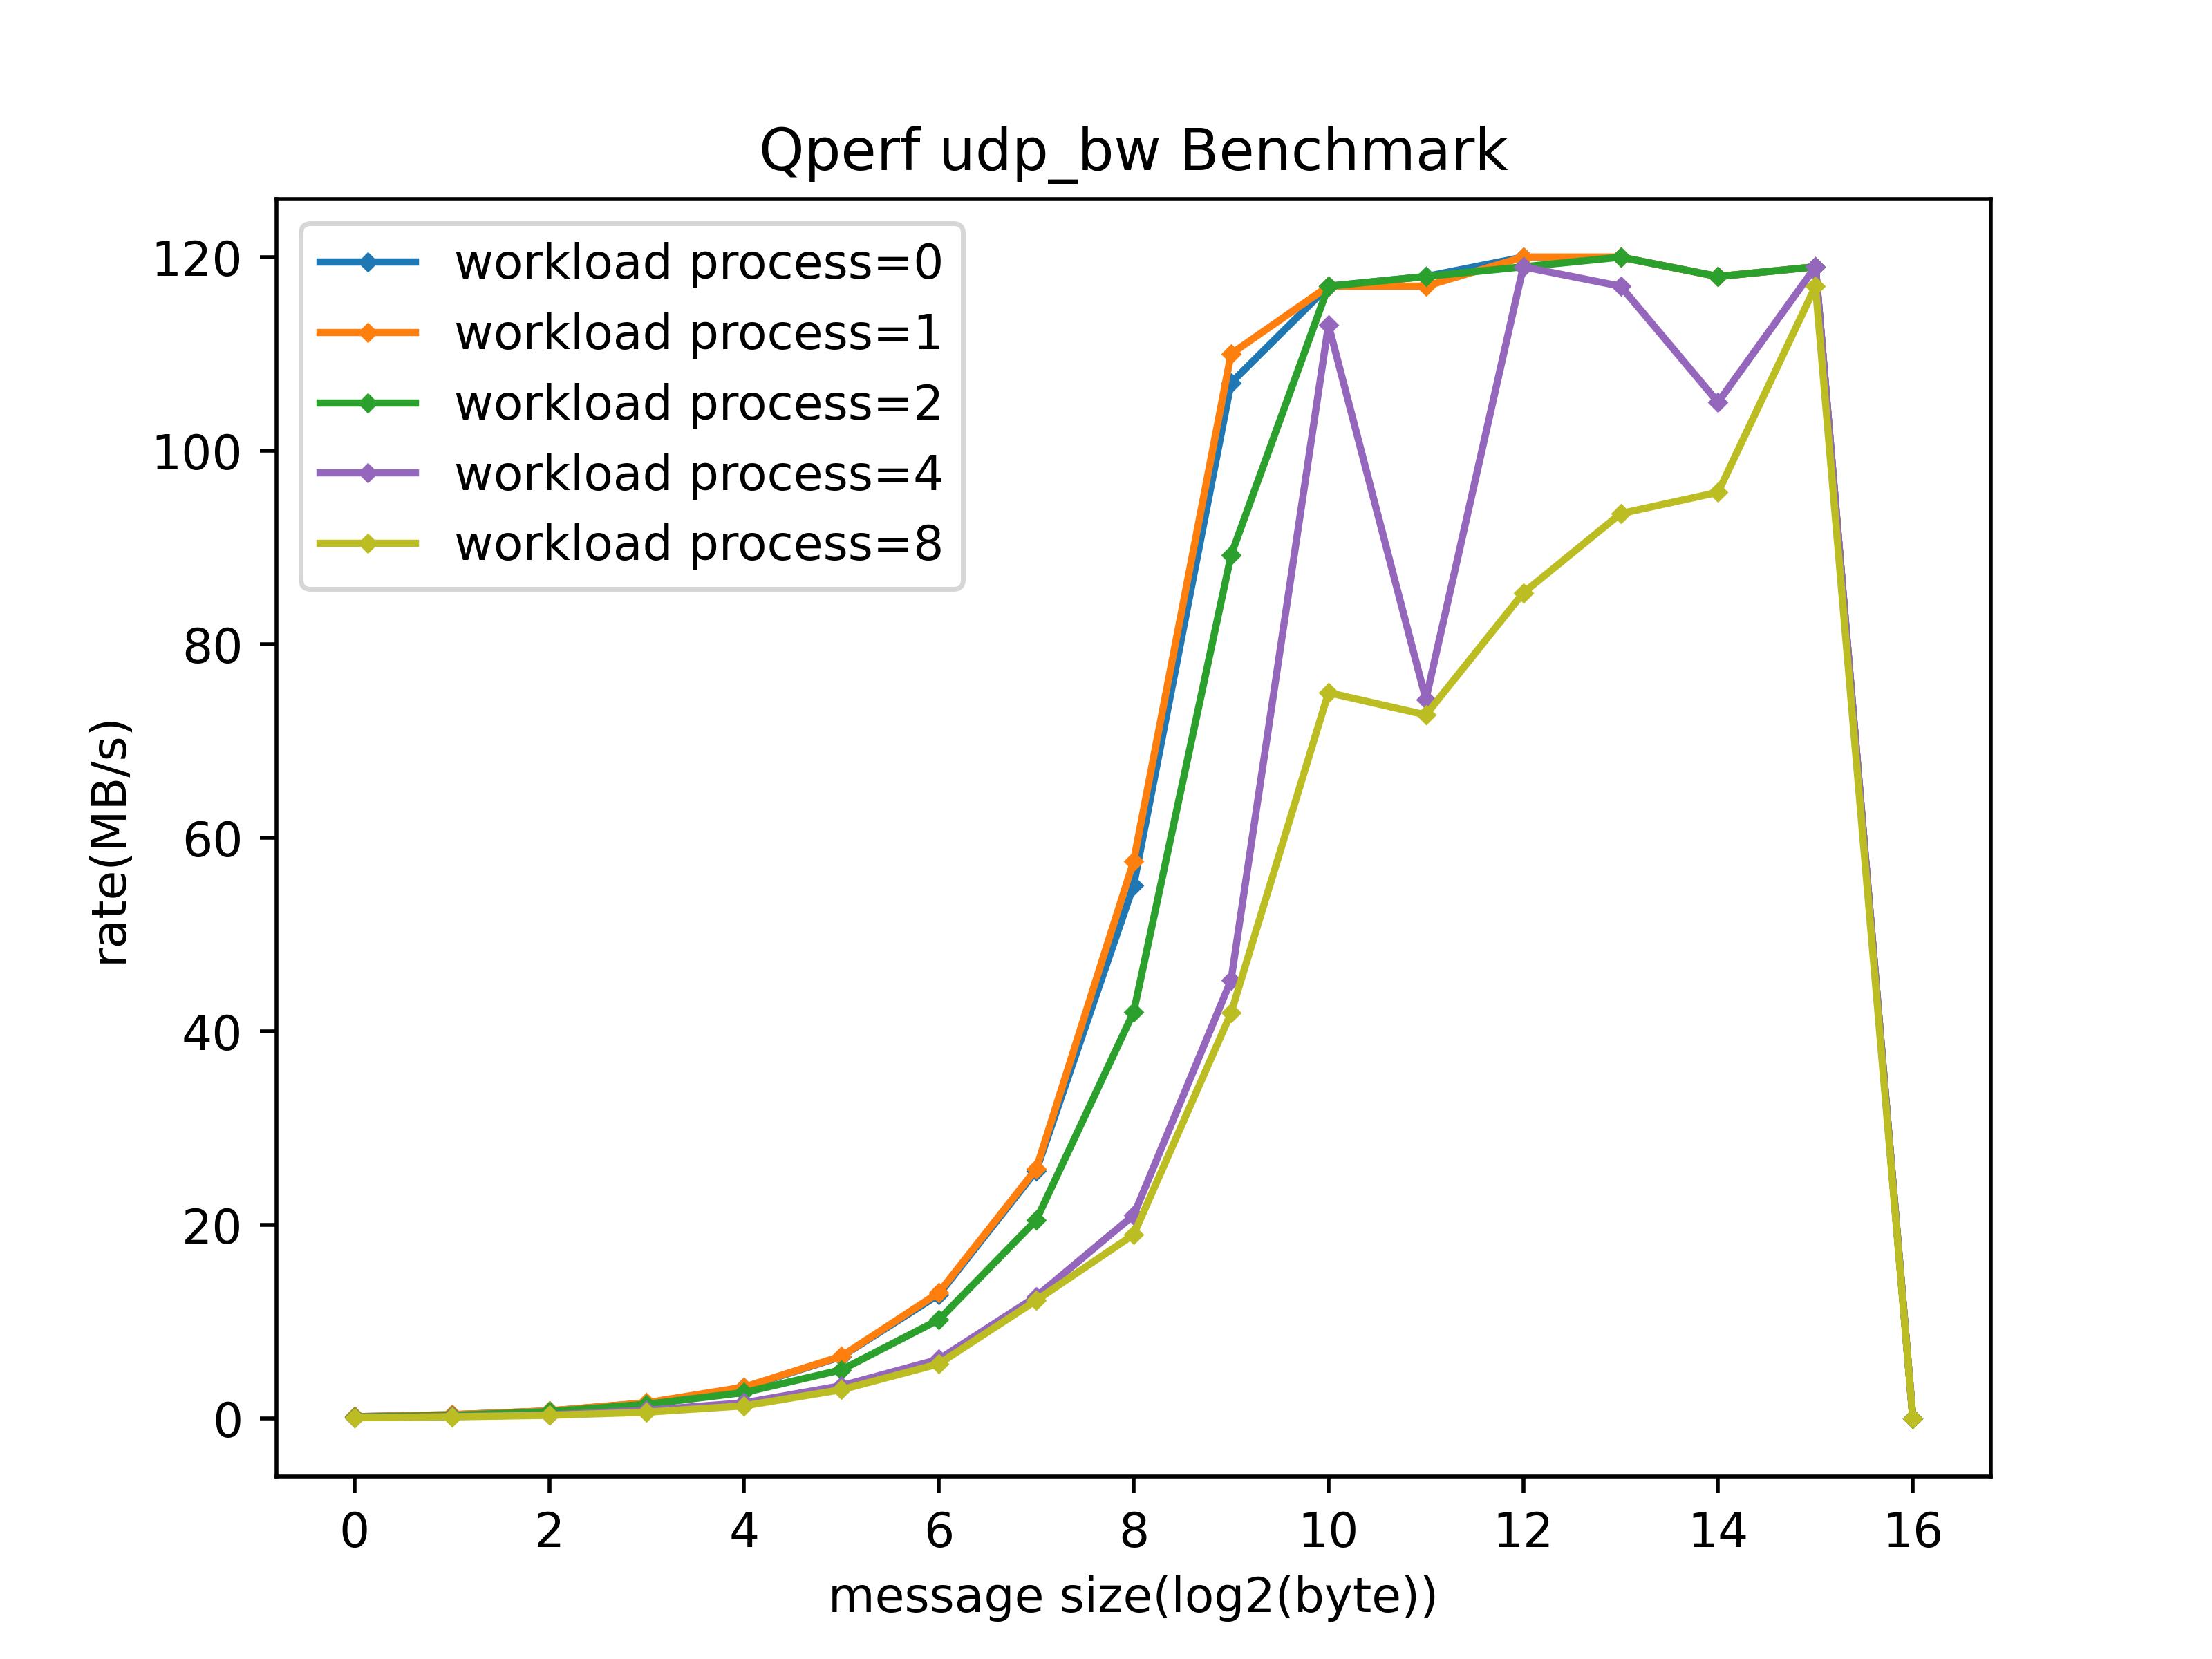 Qperf udp_bw Benchmark
workload process=0
workload process=1
workload process=2
workload process=4
workload process=8
120
100
80
60
40
20
0
rate(MB/s)
0 2 4 6 8 10 12 14 16
message size(log2(byte))